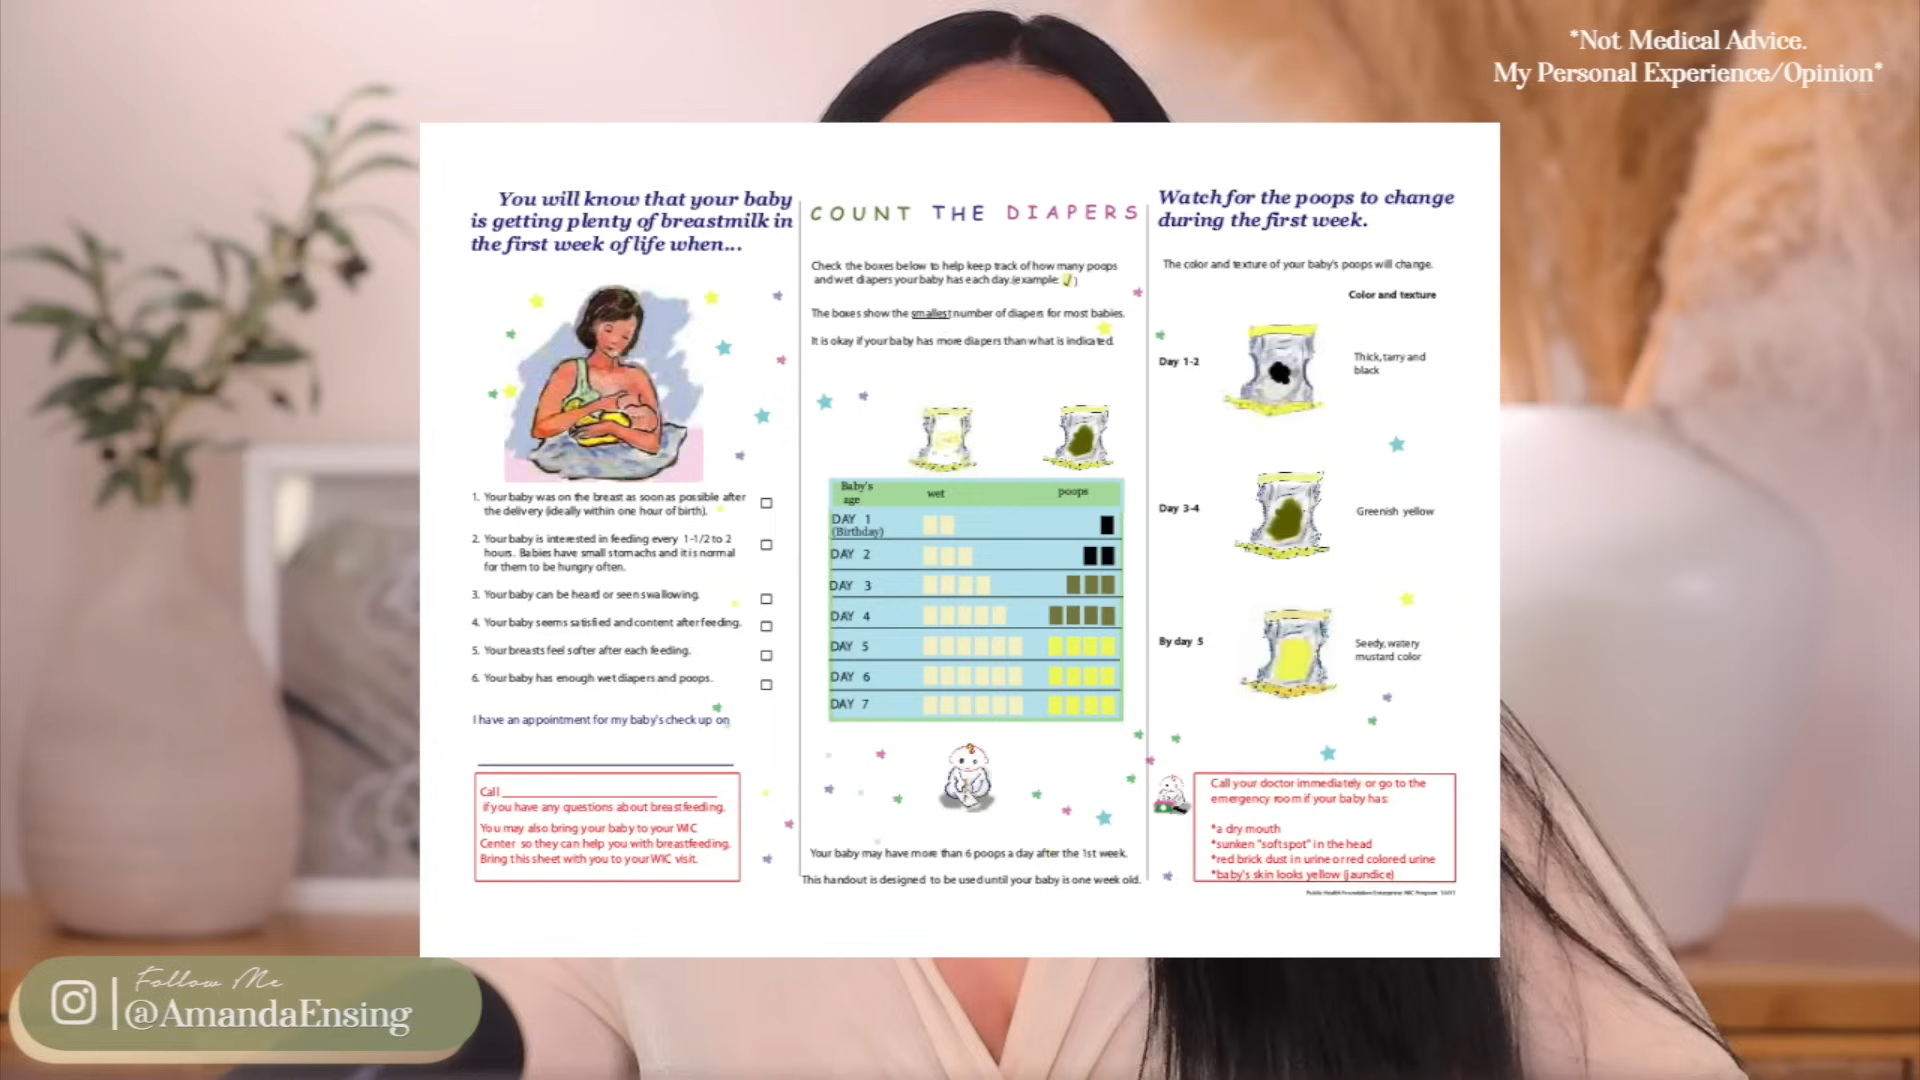 *Not Medical Advice.
My Personal Experience/Opinion*
You will know that your baby
is getting plenty of breastmilk in
the first week of life when...
1. Your baby was on the breast as soon as possible after
the delivery (ideally within one hour of birth).
2. Your baby is interested in feeding every 1-1/2 to 2
hours. Babies have small stomachs and it is normal
for them to be hungry often.
3. Your baby can be heard or seen swallowing.
4. Your baby seems satisfied and content after feeding.
5. Your breasts feel softer after each feeding.
6. Your baby has enough wet diapers and poops.
I have an appointment for my baby's check up on
Call
if you have any questions about breastfeeding.
You may also bring your baby to your WIC
Center so they can help you with breastfeeding.
Bring this sheet with you to your WIC visit.
COUNT THE DIAPERS
Check the boxes below to help keep track of how many poops
and wet diapers your baby has each day. (example: ✓)
The boxes show the smallest number of diapers for most babies.
It is okay if your baby has more diapers than what is indicated.
Baby's age wet poops
DAY 1
(Birthday)
DAY 2
DAY 3
DAY 4
DAY 5
DAY 6
DAY 7
Your baby may have more than 6 poops a day after the 1st week.
This handout is designed to be used until your baby is one week old.
Watch for the poops to change
during the first week.
The color and texture of your baby's poops will change.
Color and texture
Day 1-2
Thick, tarry and
black
Day 3-4
Greenish yellow
By day 5
Seedy, watery
mustard color
Call your doctor immediately or go to the
emergency room if your baby has:
*a dry mouth
*sunken "soft spot" in the head
*red brick dust in urine or red colored urine
*baby's skin looks yellow (jaundice)
Public Health Foundation Enterprises WIC Program
Follow Me
@AmandaEnsing